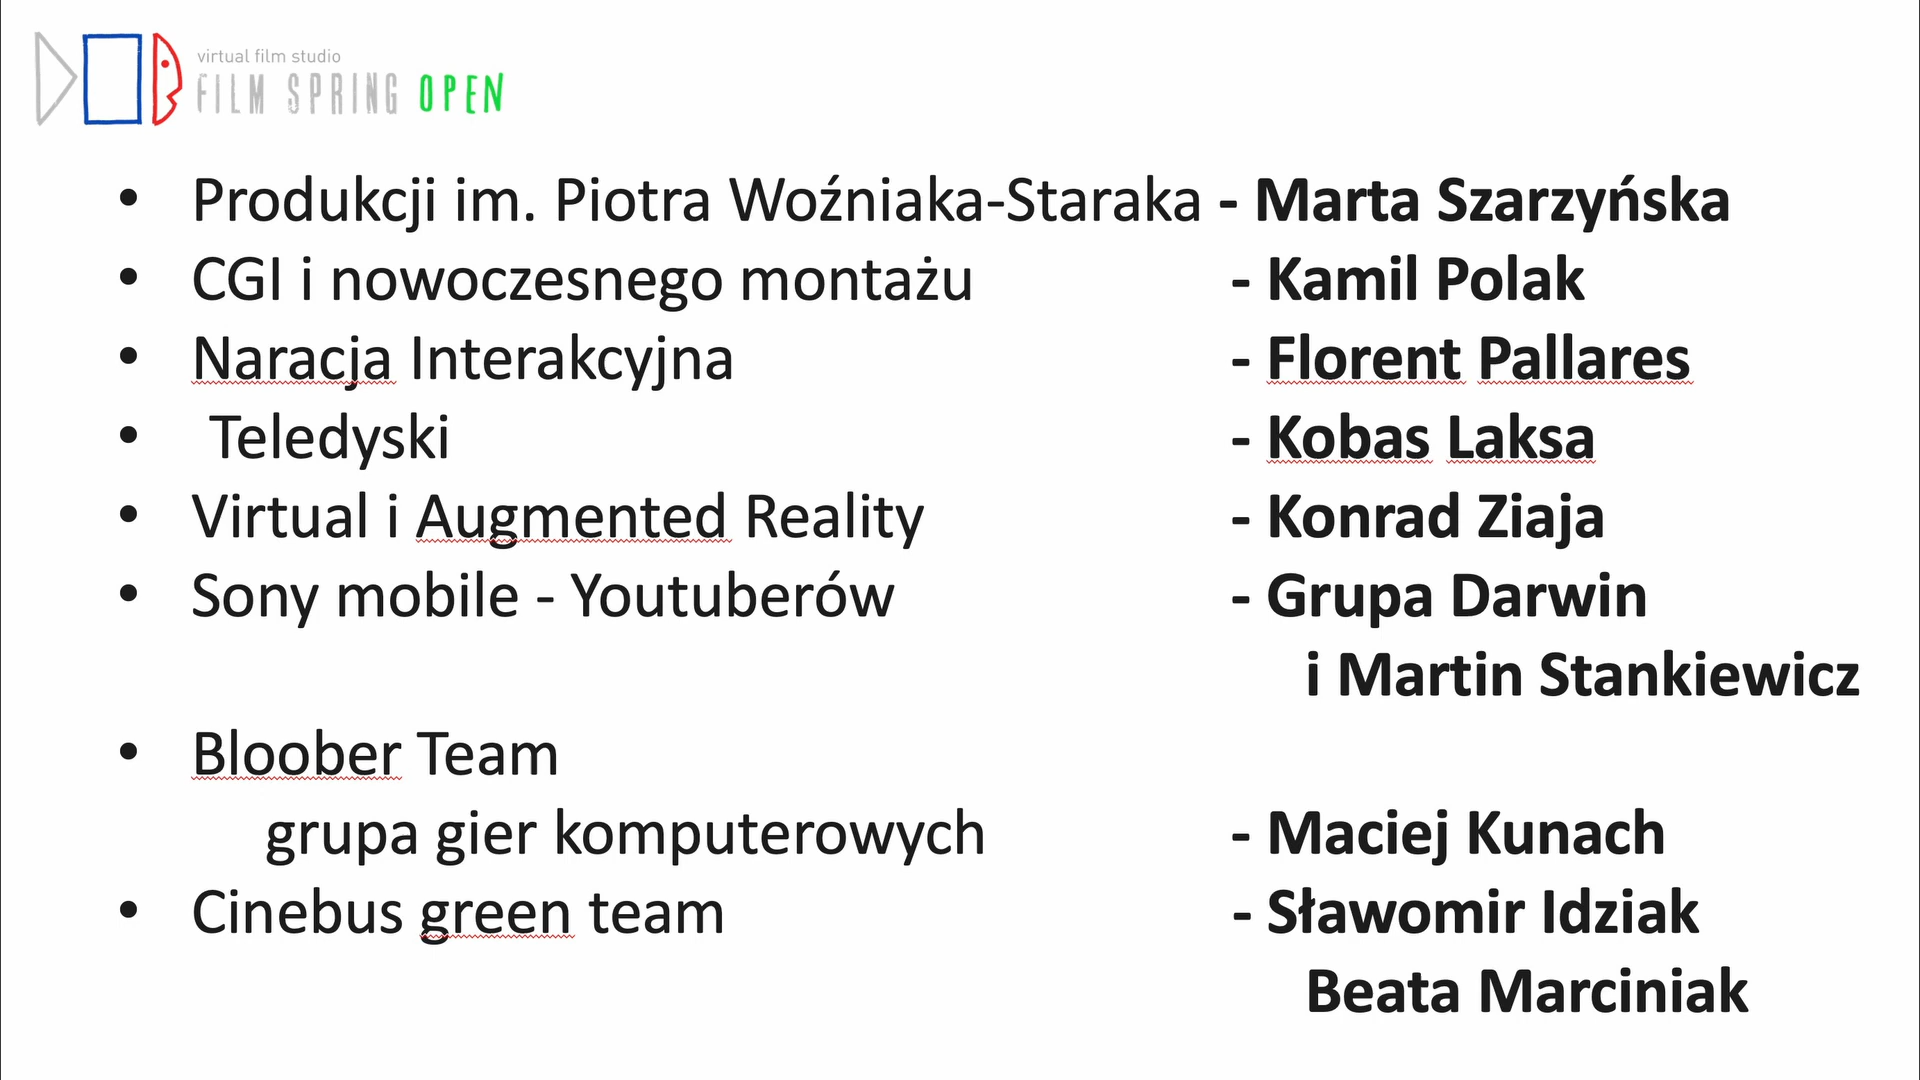 virtual film studio
FILM SPRING OPEN
• Produkcji im. Piotra Woźniaka-Staraka - Marta Szarzyńska
• CGI i nowoczesnego montażu - Kamil Polak
• Naracja Interakcyjna - Florent Pallares
• Teledyski - Kobas Laksa
• Virtual i Augmented Reality - Konrad Ziaja
• Sony mobile - Youtuberów - Grupa Darwin
i Martin Stankiewicz
• Bloober Team
grupa gier komputerowych - Maciej Kunach
• Cinebus green team - Sławomir Idziak
Beata Marciniak